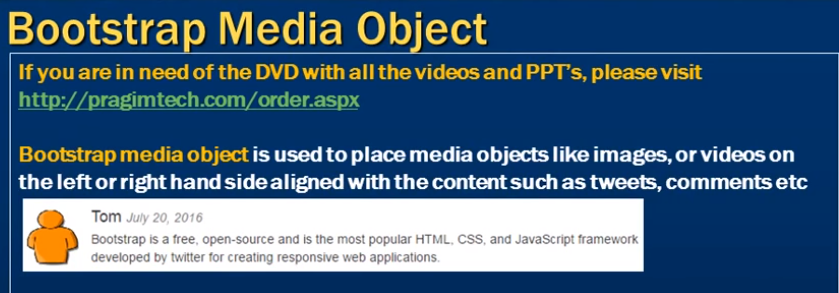 Bootstrap Media Object
If you are in need of the DVD with all the videos and PPT's, please visit
http://pragimtech.com/order.aspx
Bootstrap media object is used to place media objects like images, or videos on
the left or right hand side aligned with the content such as tweets, comments etc
Tom July 20, 2016
Bootstrap is a free, open-source and is the most popular HTML, CSS, and JavaScript framework
developed by twitter for creating responsive web applications.